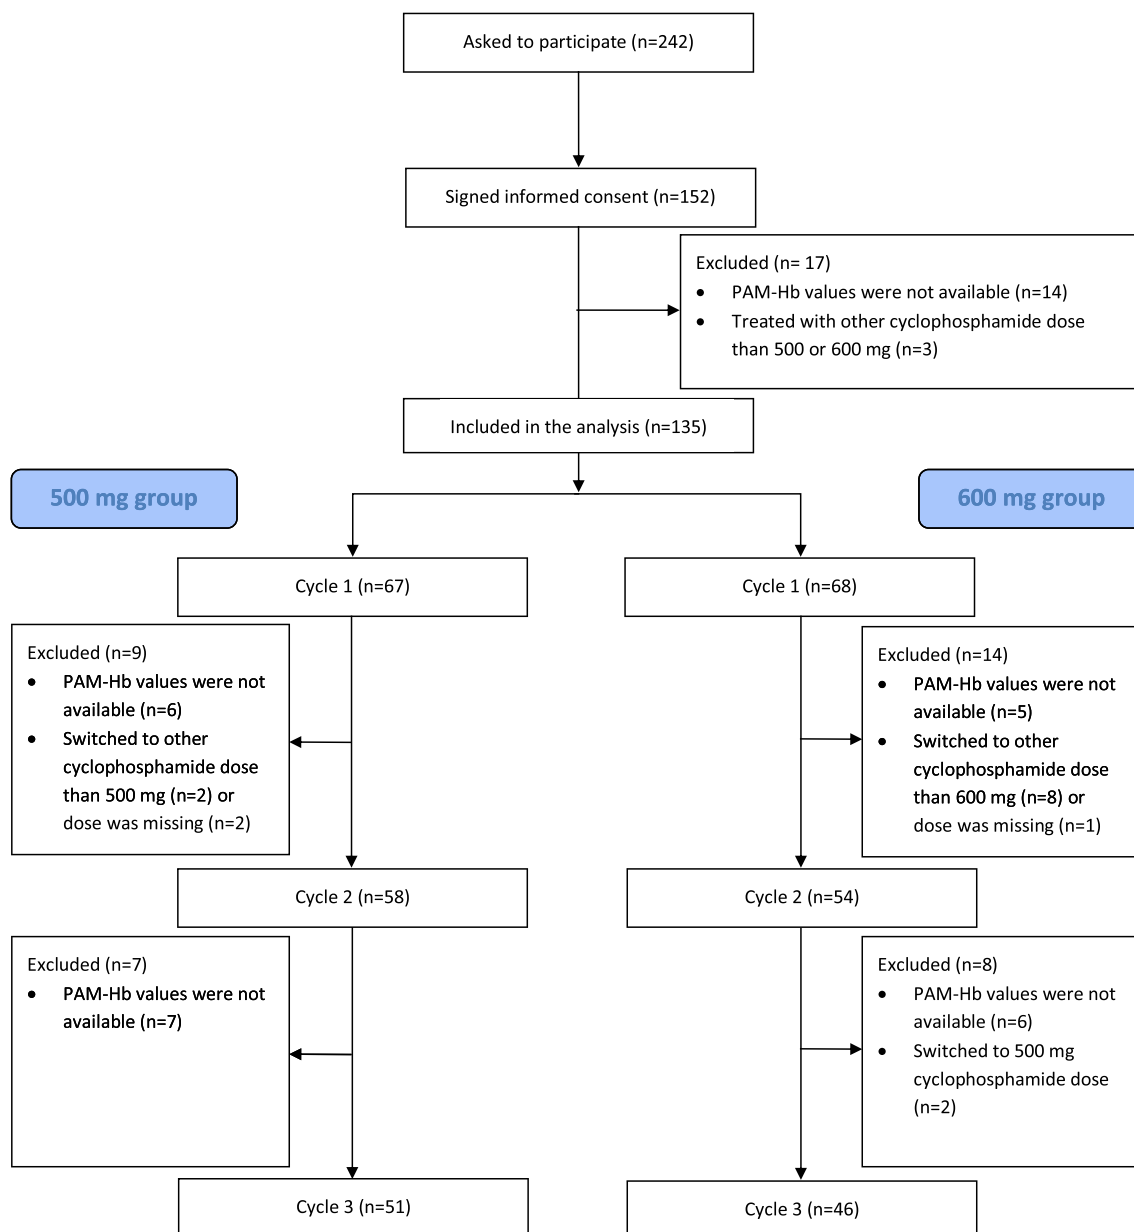 Asked to participate (n=242)
Signed informed consent (n=152)
Excluded (n= 17)
• PAM-Hb values were not available (n=14)
• Treated with other cyclophosphamide dose
than 500 or 600 mg (n=3)
Included in the analysis (n=135)
500 mg group
600 mg group
Cycle 1 (n=67)
Cycle 1 (n=68)
Excluded (n=9)
• PAM-Hb values were not
available (n=6)
• Switched to other
cyclophosphamide dose
than 500 mg (n=2) or
dose was missing (n=2)
Excluded (n=14)
• PAM-Hb values were not
available (n=5)
• Switched to other
cyclophosphamide dose
than 600 mg (n=8) or
dose was missing (n=1)
Cycle 2 (n=58)
Cycle 2 (n=54)
Excluded (n=7)
• PAM-Hb values were not
available (n=7)
Excluded (n=8)
• PAM-Hb values were not
available (n=6)
• Switched to 500 mg
cyclophosphamide dose
(n=2)
Cycle 3 (n=51)
Cycle 3 (n=46)